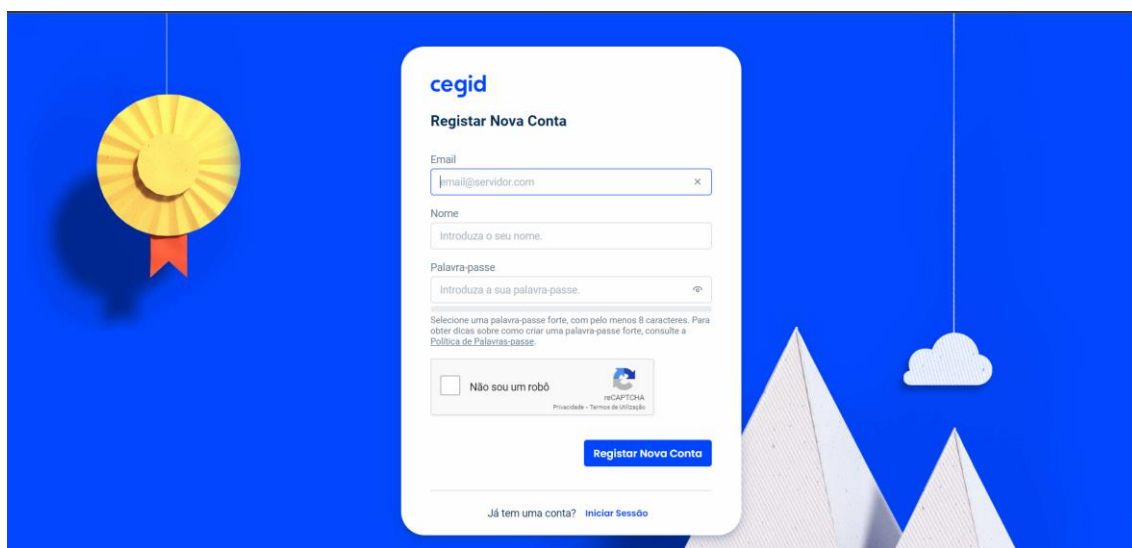 cegid
Registar Nova Conta
Email
email@servidor.com
Nome
Introduza o seu nome.
Palavra-passe
Introduza a sua palavra-passe.
Selecione uma palavra-passe forte, com pelo menos 8 caracteres. Para
obter dicas sobre como criar uma palavra-passe forte, consulte a
Política de Palavras-passe.
Não sou um robô
reCAPTCHA
Privacidade - Termos de Utilização
Registar Nova Conta
Já tem uma conta? Iniciar Sessão